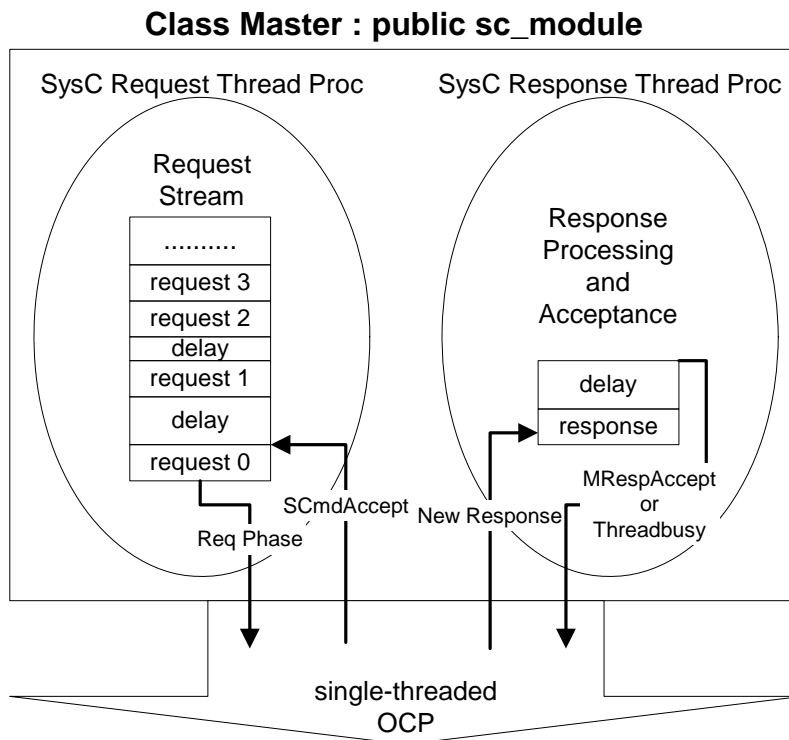 Class Master : public sc_module
SysC Request Thread Proc
SysC Response Thread Proc
Request
Stream
..........
request 3
request 2
delay
request 1
delay
request 0
Req Phase
SCmdAccept
Response
Processing
and
Acceptance
delay
response
New Response
MRespAccept
or
Threadbusy
single-threaded
OCP